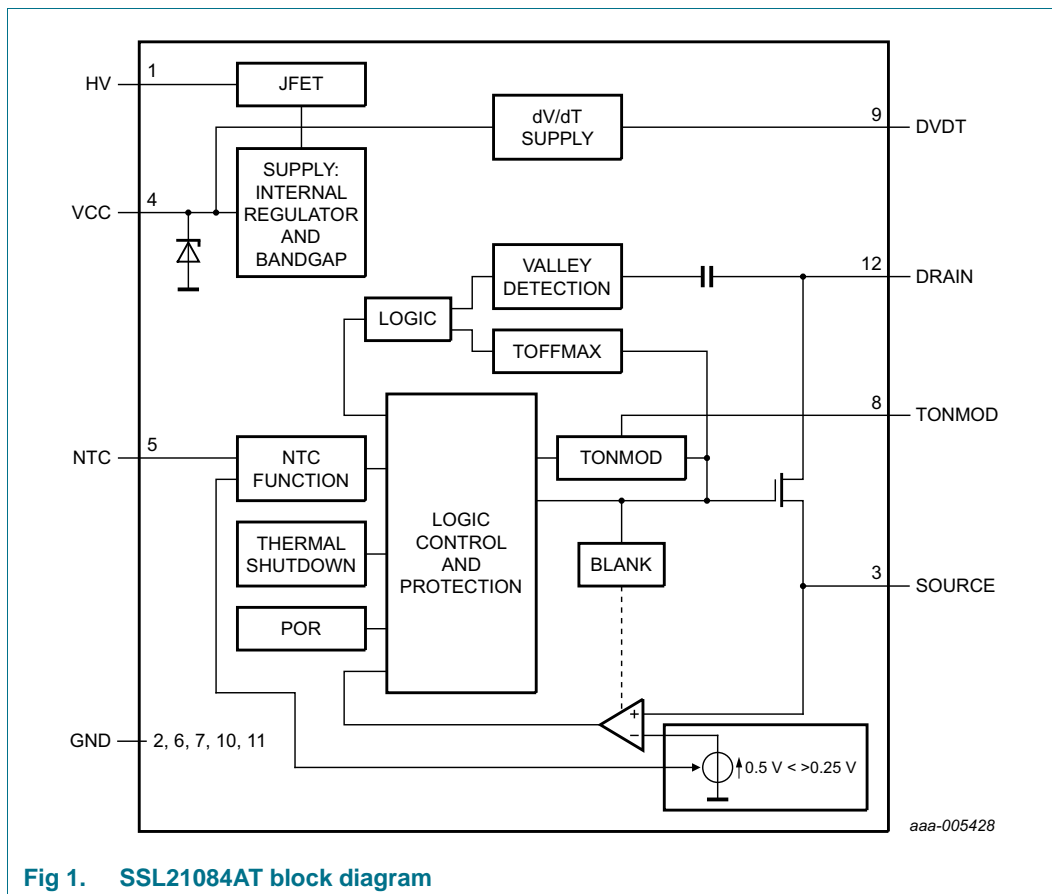 HV
1
JFET
dV/dT
SUPPLY
9
DVDT
SUPPLY:
INTERNAL
REGULATOR
AND
BANDGAP
VCC
4
VALLEY
DETECTION
12
DRAIN
LOGIC
TOFFMAX
8
TONMOD
NTC
5
NTC
FUNCTION
TONMOD
THERMAL
SHUTDOWN
LOGIC
CONTROL
AND
PROTECTION
BLANK
3
SOURCE
POR
+
−
GND
2, 6, 7, 10, 11
0.5 V < >0.25 V
aaa-005428
Fig 1. SSL21084AT block diagram